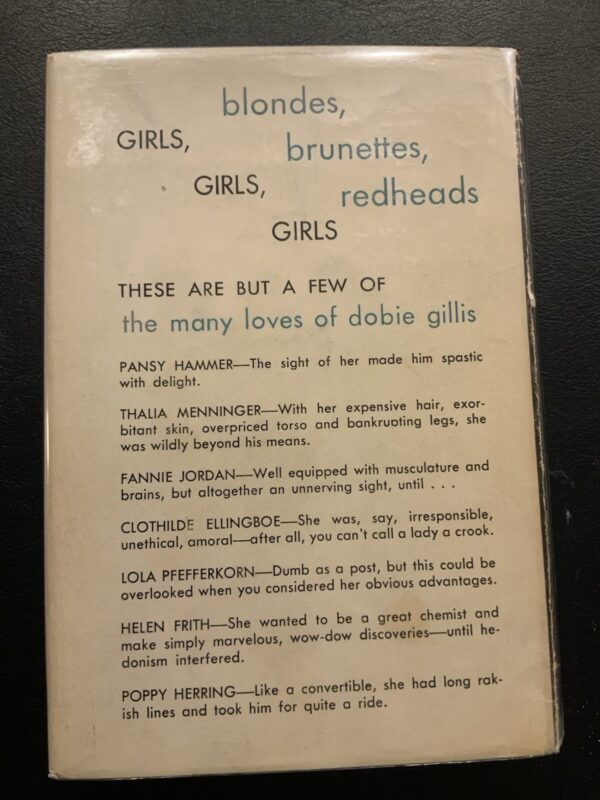 blondes,
GIRLS,
brunettes,
GIRLS,
redheads
GIRLS
THESE ARE BUT A FEW OF
the many loves of dobie gillis
PANSY HAMMER—The sight of her made him spastic
with delight.
THALIA MENNINGER—With her expensive hair, exor-
bitant skin, overpriced torso and bankrupting legs, she
was wildly beyond his means.
FANNIE JORDAN—Well equipped with musculature and
brains, but altogether an unnerving sight, until . . .
CLOTHILDE ELLINGBOE—She was, say, irresponsible,
unethical, amoral—after all, you can't call a lady a crook.
LOLA PFEFFERKORN—Dumb as a post, but this could be
overlooked when you considered her obvious advantages.
HELEN FRITH—She wanted to be a great chemist and
make simply marvelous, wow-dow discoveries—until he-
donism interfered.
POPPY HERRING—Like a convertible, she had long rak-
ish lines and took him for quite a ride.